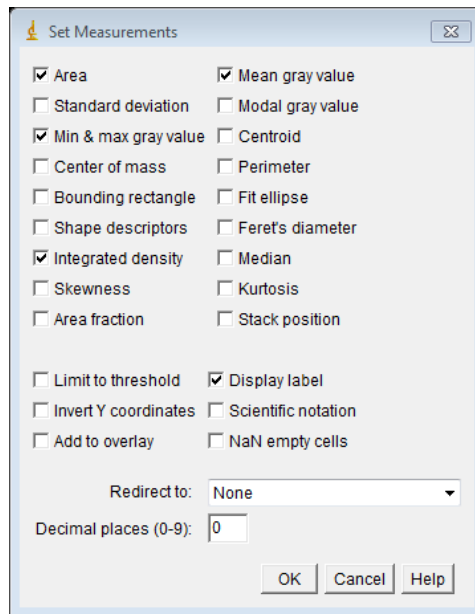 Set Measurements
Area Mean gray value
Standard deviation Modal gray value
Min & max gray value Centroid
Center of mass Perimeter
Bounding rectangle Fit ellipse
Shape descriptors Feret's diameter
Integrated density Median
Skewness Kurtosis
Area fraction Stack position
Limit to threshold Display label
Invert Y coordinates Scientific notation
Add to overlay NaN empty cells
Redirect to: None
Decimal places (0-9): 0
OK Cancel Help